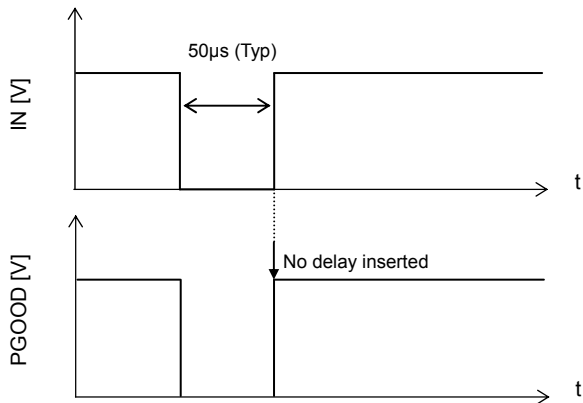 50µs (Typ)
IN [V]
t
No delay inserted
PGOOD [V]
t